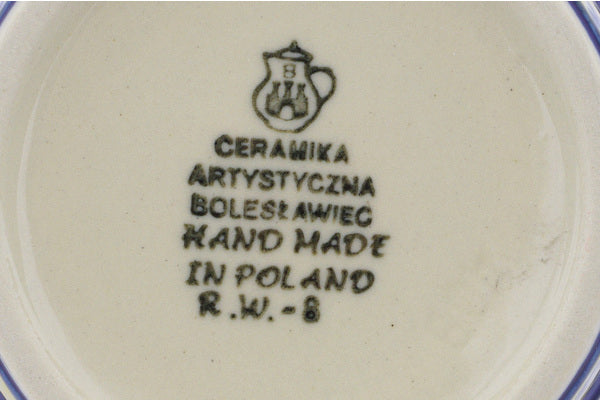 B
CERAMIKA
ARTYSTYCZNA
BOLESŁAWIEC
HAND MADE
IN POLAND
R.W.-8